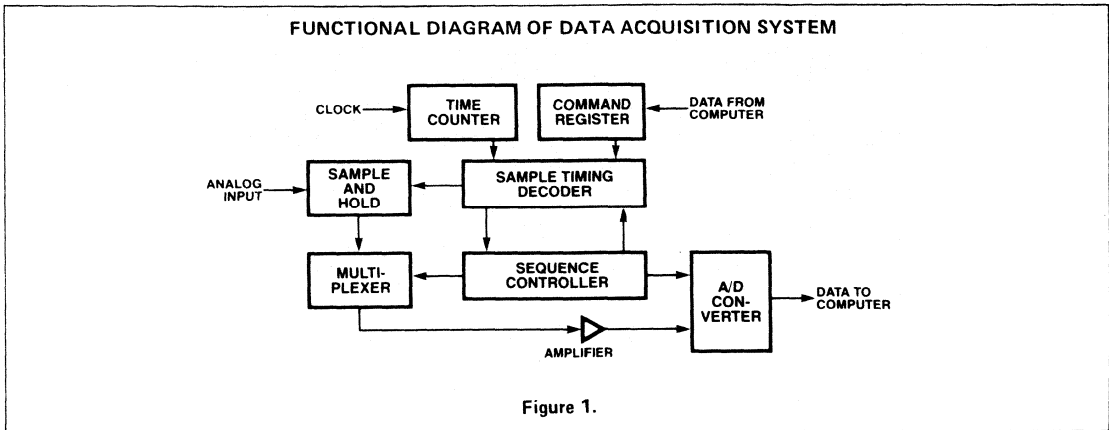 FUNCTIONAL DIAGRAM OF DATA ACQUISITION SYSTEM
CLOCK
TIME
COUNTER
COMMAND
REGISTER
DATA FROM
COMPUTER
ANALOG
INPUT
SAMPLE
AND
HOLD
SAMPLE TIMING
DECODER
MULTI-
PLEXER
SEQUENCE
CONTROLLER
A/D
CON-
VERTER
DATA TO
COMPUTER
AMPLIFIER
Figure 1.